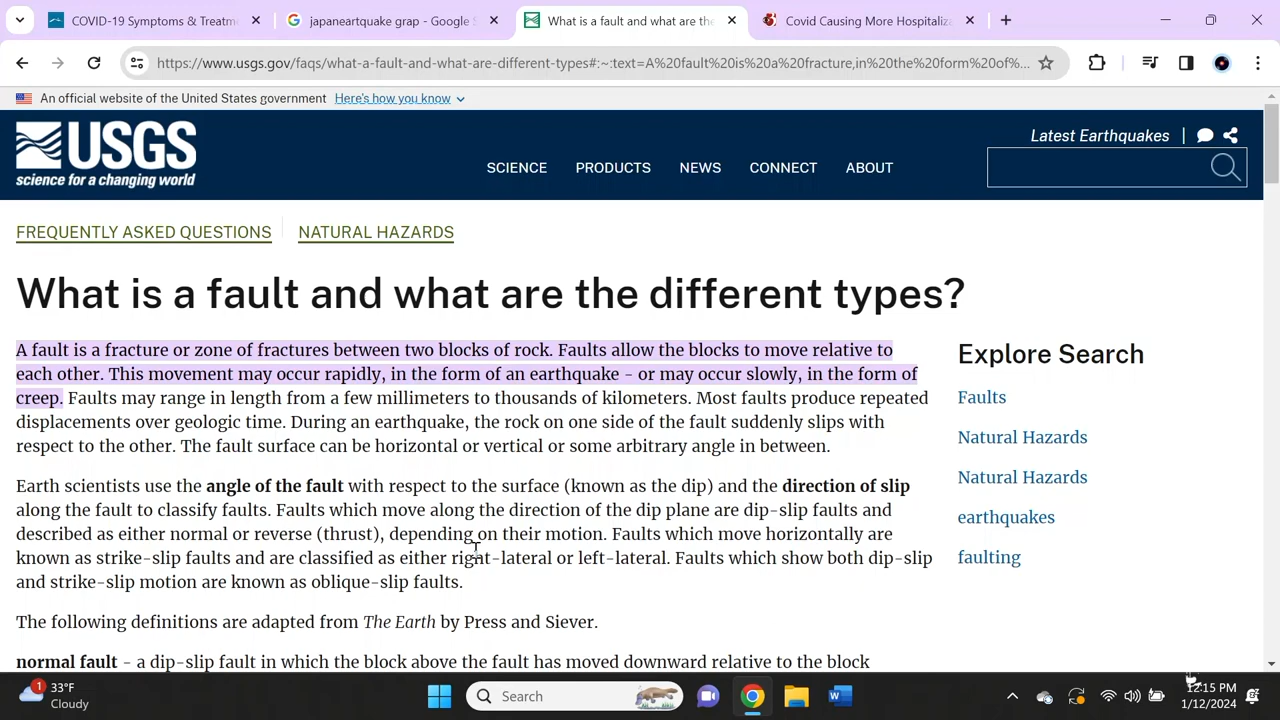 COVID-19 Symptoms & Treatme
japaneartquake grap - Google S
What is a fault and what are the
Covid Causing More Hospitaliza
https://www.usgs.gov/faqs/what-a-fault-and-what-are-different-types#:~:text=A%20fault%20is%20a%20fracture,in%20the%20form%20of%...
An official website of the United States government Here's how you know
USGS
science for a changing world
SCIENCE PRODUCTS NEWS CONNECT ABOUT
Latest Earthquakes
FREQUENTLY ASKED QUESTIONS NATURAL HAZARDS
What is a fault and what are the different types?
A fault is a fracture or zone of fractures between two blocks of rock. Faults allow the blocks to move relative to
each other. This movement may occur rapidly, in the form of an earthquake - or may occur slowly, in the form of
creep. Faults may range in length from a few millimeters to thousands of kilometers. Most faults produce repeated
displacements over geologic time. During an earthquake, the rock on one side of the fault suddenly slips with
respect to the other. The fault surface can be horizontal or vertical or some arbitrary angle in between.
Earth scientists use the angle of the fault with respect to the surface (known as the dip) and the direction of slip
along the fault to classify faults. Faults which move along the direction of the dip plane are dip-slip faults and
described as either normal or reverse (thrust), depending on their motion. Faults which move horizontally are
known as strike-slip faults and are classified as either right-lateral or left-lateral. Faults which show both dip-slip
and strike-slip motion are known as oblique-slip faults.
The following definitions are adapted from The Earth by Press and Siever.
normal fault - a dip-slip fault in which the block above the fault has moved downward relative to the block
Explore Search
Faults
Natural Hazards
Natural Hazards
earthquakes
faulting
1
33°F
Cloudy
Search
W
12:15 PM
1/12/2024